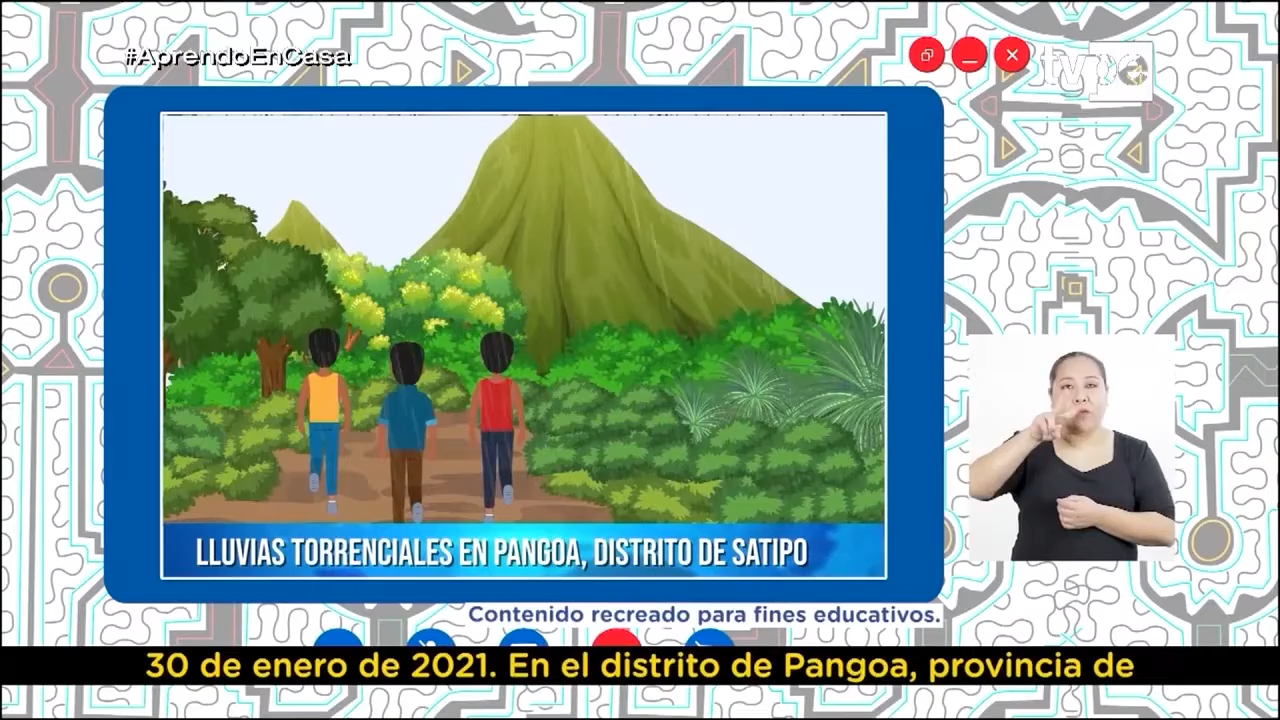 #AprendoEnCasa
tvpe
LLUVIAS TORRENCIALES EN PANGOA, DISTRITO DE SATIPO
Contenido recreado para fines educativos.
30 de enero de 2021. En el distrito de Pangoa, provincia de